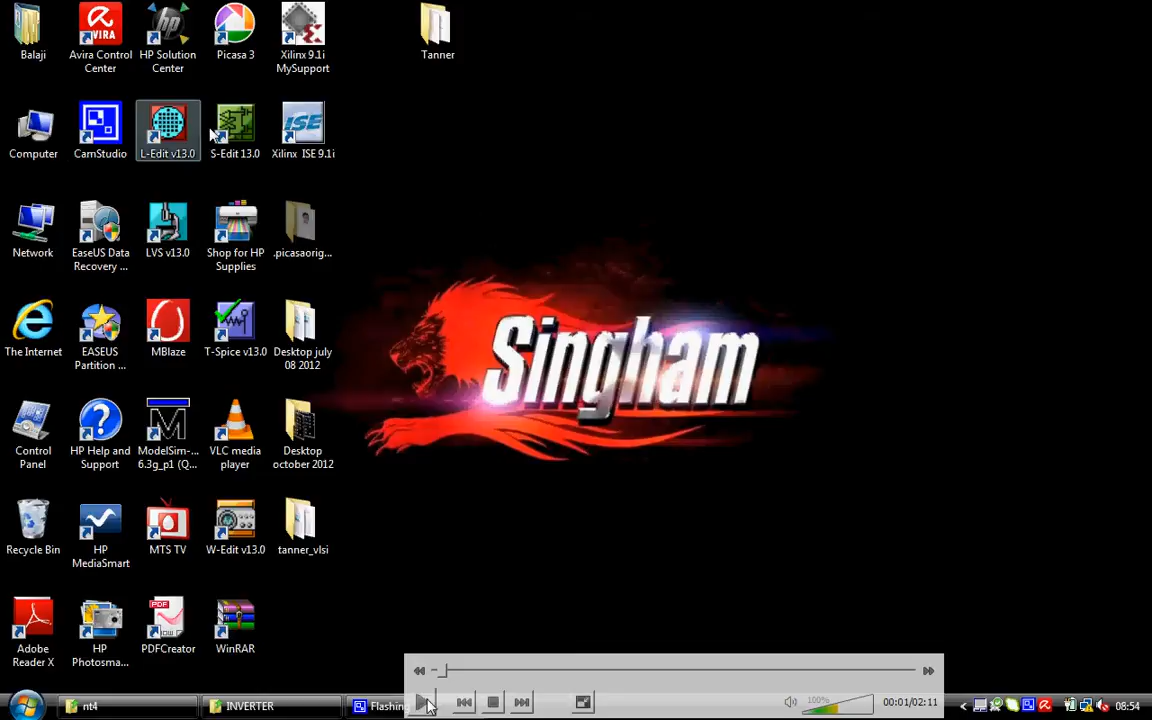 Balaji
Avira Control
Center
HP Solution
Center
Picasa 3
Xilinx 9.1i
MySupport
Tanner
Computer
CamStudio
L-Edit v13.0
S-Edit 13.0
Xilinx ISE 9.1i
Network
EaseUS Data
Recovery ...
LVS v13.0
Shop for HP
Supplies
.picasaorig...
The Internet
EASEUS
Partition ...
MBlaze
T-Spice v13.0
Desktop july
08 2012
Singham
Control
Panel
HP Help and
Support
ModelSim-...
6.3g_p1 (Q...
VLC media
player
Desktop
october 2012
Recycle Bin
HP
MediaSmart
MTS TV
W-Edit v13.0
tanner_vlsi
Adobe
Reader X
HP
Photosma...
PDFCreator
WinRAR
nt4
INVERTER
Flashing
100%
00:01/02:11
08:54